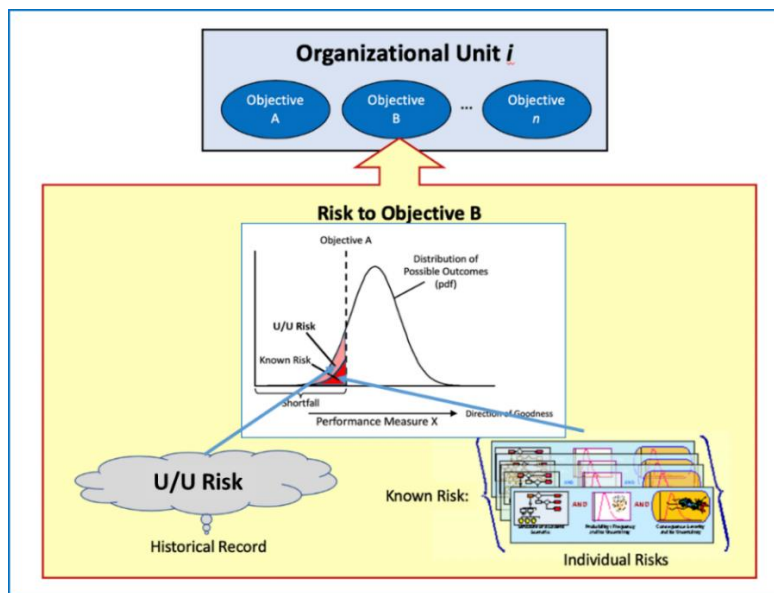 Organizational Unit i
Objective
A
Objective
B
...
Objective
n
Risk to Objective B
Objective A
Distribution of
Possible Outcomes
(pdf)
U/U Risk
Known Risk
Shortfall
Performance Measure X
Direction of Goodness
U/U Risk
Historical Record
Known Risk:
AND
AND
Individual Risks